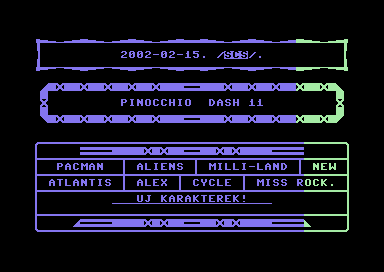 2002-02-15. /SCS/.
PINOCCHIO DASH 11
PACMAN ALIENS MILLI-LAND NEW
ATLANTIS ALEX CYCLE MISS ROCK.
UJ KARAKTEREK!